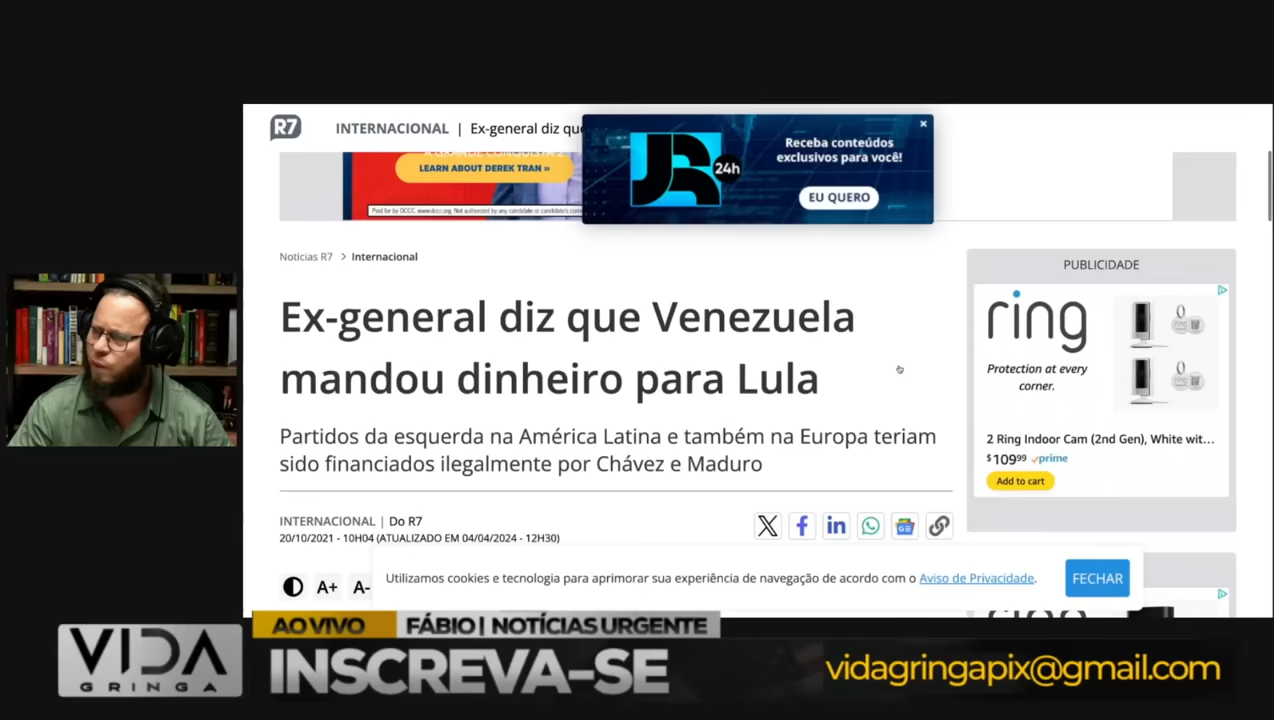 R7
INTERNACIONAL | Ex-general diz que
24h
Receba conteúdos
exclusivos para você!
EU QUERO
LEARN ABOUT DEREK TRAN »
Noticias R7 > Internacional
Ex-general diz que Venezuela
mandou dinheiro para Lula
Partidos da esquerda na América Latina e também na Europa teriam
sido financiados ilegalmente por Chávez e Maduro
INTERNACIONAL | Do R7
20/10/2021 - 10H04 (ATUALIZADO EM 04/04/2024 - 12H30)
A+
A-
PUBLICIDADE
ring
Protection at every
corner.
2 Ring Indoor Cam (2nd Gen), White wit...
$109.99 prime
Add to cart
Utilizamos cookies e tecnologia para aprimorar sua experiência de navegação de acordo com o Aviso de Privacidade.
FECHAR
AO VIVO
FÁBIO | NOTÍCIAS URGENTE
VIDA
GRINGA
INSCREVA-SE
vidagringapix@gmail.com